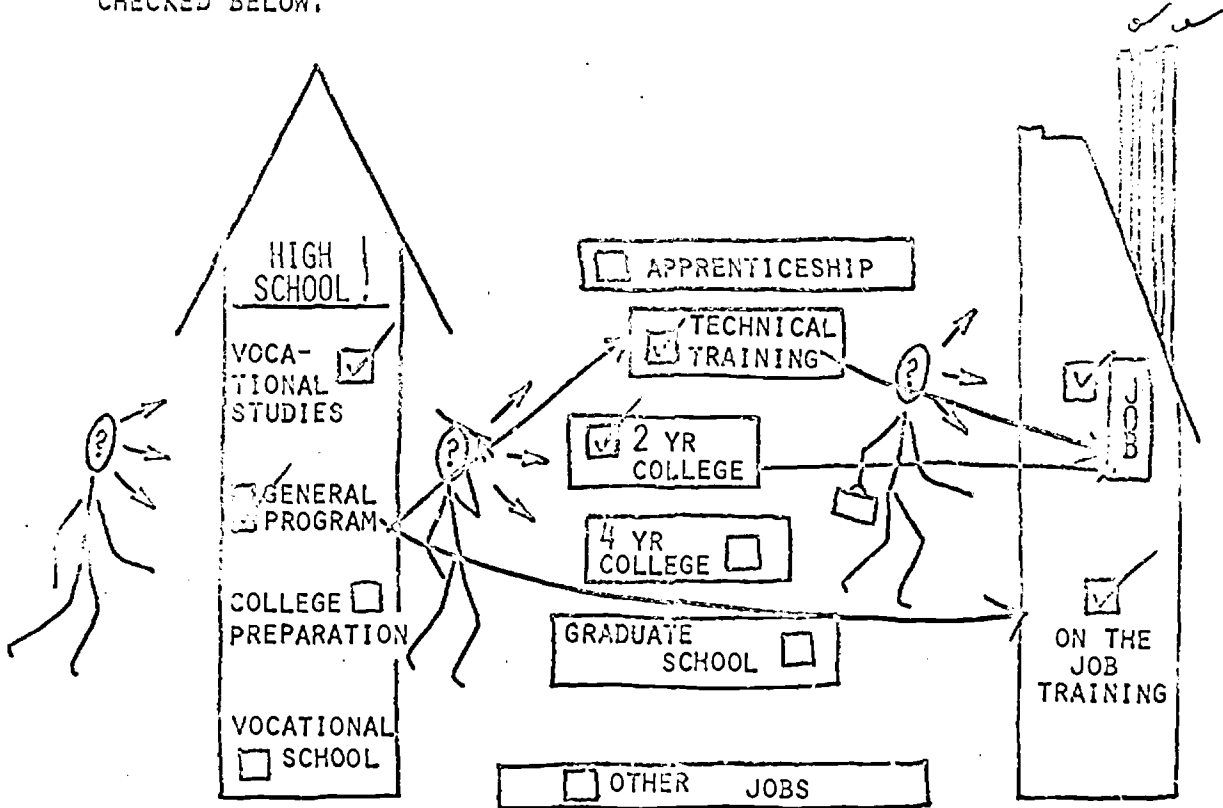 CHECKED BELOW.
HIGH
SCHOOL!
VOCA-
TIONAL
STUDIES
GENERAL
PROGRAM
COLLEGE
PREPARATION
VOCATIONAL
SCHOOL
?
?
APPRENTICESHIP
TECHNICAL
TRAINING
2 YR
COLLEGE
4 YR
COLLEGE
GRADUATE
SCHOOL
OTHER JOBS
?
JOB
ON THE
JOB
TRAINING